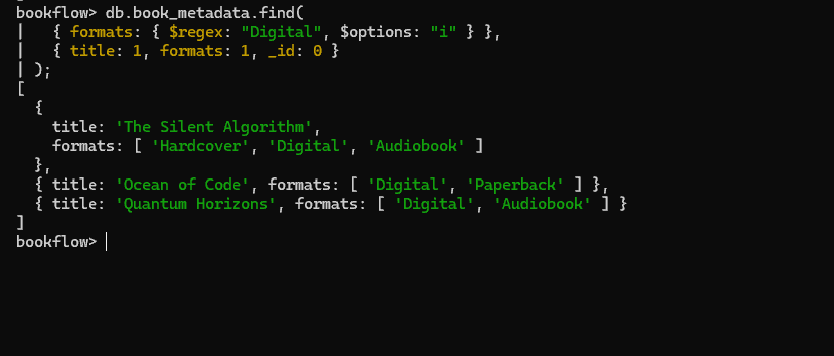 bookflow> db.book_metadata.find(
|   { formats: { $regex: "Digital", $options: "i" } },
|   { title: 1, formats: 1, _id: 0 }
| );
[
  {
    title: 'The Silent Algorithm',
    formats: [ 'Hardcover', 'Digital', 'Audiobook' ]
  },
  { title: 'Ocean of Code', formats: [ 'Digital', 'Paperback' ] },
  { title: 'Quantum Horizons', formats: [ 'Digital', 'Audiobook' ] }
]
bookflow>